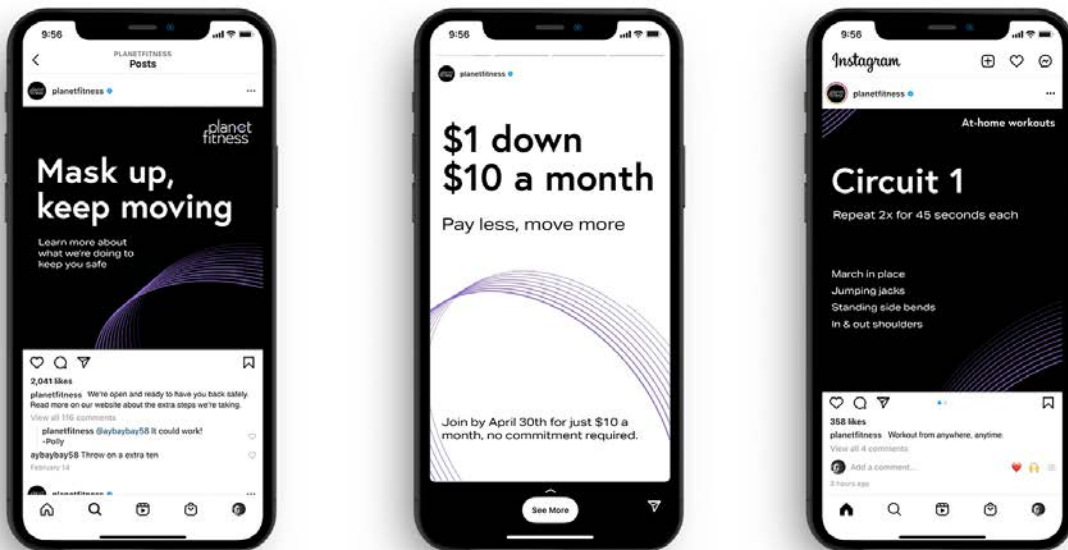 9:56
PLANETFITNESS
Posts
planetfitness
planet
fitness
Mask up,
keep moving
Learn more about
what we're doing to
keep you safe
2,041 likes
planetfitness We're open and ready to have you back safely.
Read more on our website about the extra steps we're taking.
View all 116 comments
planetfitness @aybaybay58 It could work!
-Polly
aybaybay58 Throw on a extra ten
February 14
planetfitness
9:56
planetfitness
$1 down
$10 a month
Pay less, move more
Join by April 30th for just $10 a
month, no commitment required.
See More
9:56
Instagram
planetfitness
At-home workouts
Circuit 1
Repeat 2x for 45 seconds each
March in place
Jumping jacks
Standing side bends
In & out shoulders
358 likes
planetfitness Workout from anywhere, anytime.
View all 4 comments
Add a comment...
3 hours ago